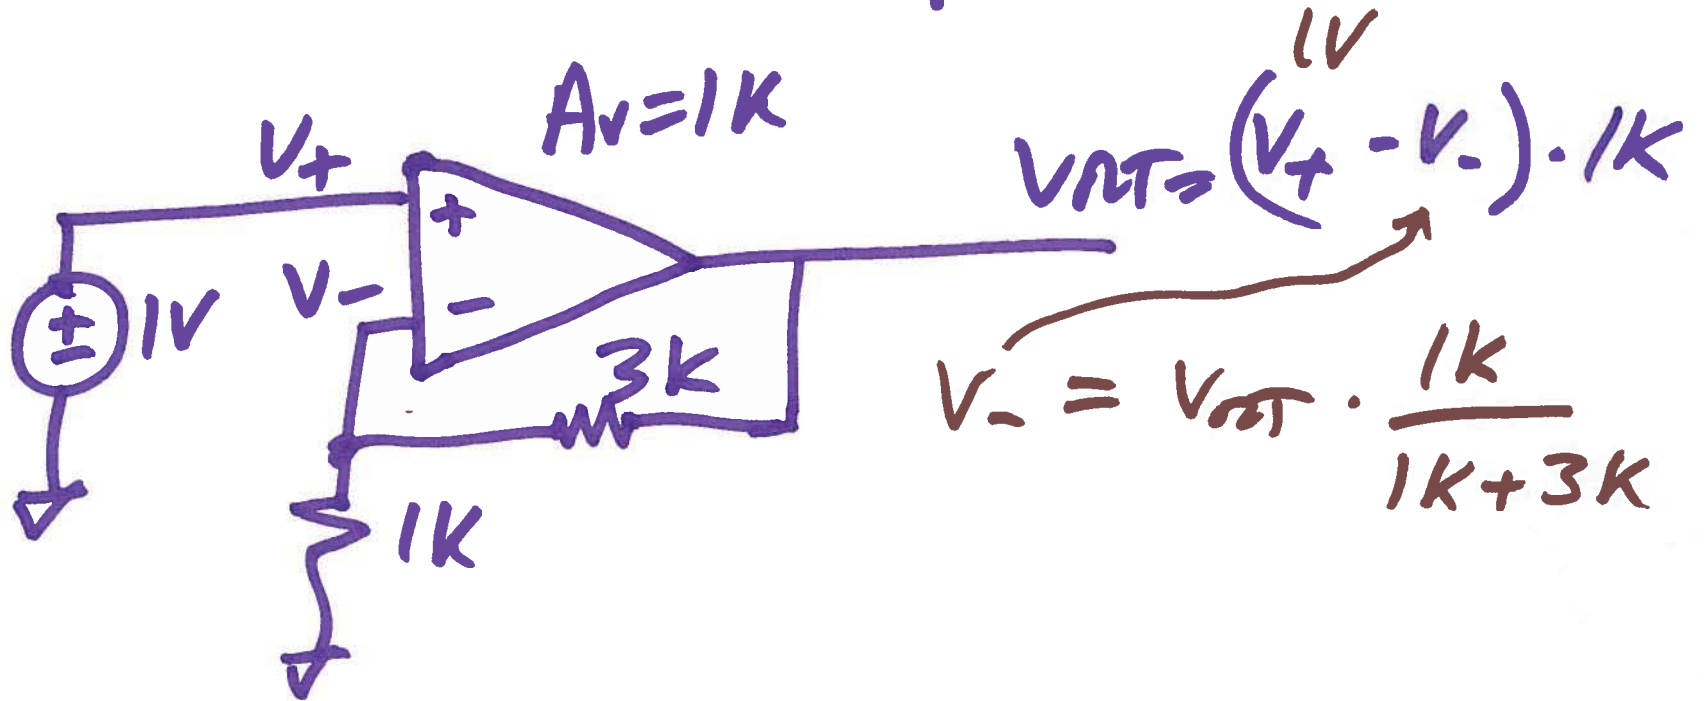 1V
Av=1K
V+
VOUT=(V+ - V-)·1K
+
V-
-
+
-
1V
3K
V- = VOUT · 1K
1K+3K
1K